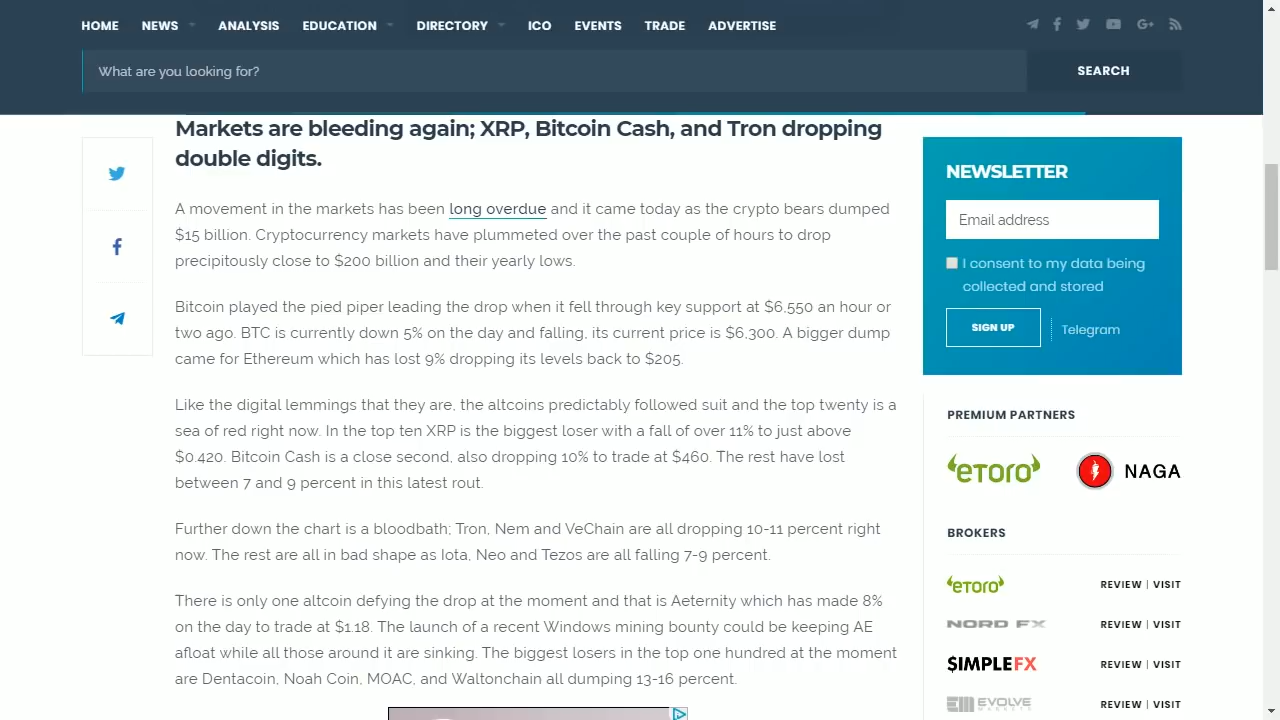 HOME NEWS ANALYSIS EDUCATION DIRECTORY ICO EVENTS TRADE ADVERTISE
What are you looking for?
SEARCH
Markets are bleeding again; XRP, Bitcoin Cash, and Tron dropping
double digits.
A movement in the markets has been long overdue and it came today as the crypto bears dumped
$15 billion. Cryptocurrency markets have plummeted over the past couple of hours to drop
precipitously close to $200 billion and their yearly lows.
Bitcoin played the pied piper leading the drop when it fell through key support at $6,550 an hour or
two ago. BTC is currently down 5% on the day and falling, its current price is $6,300. A bigger dump
came for Ethereum which has lost 9% dropping its levels back to $205.
Like the digital lemmings that they are, the altcoins predictably followed suit and the top twenty is a
sea of red right now. In the top ten XRP is the biggest loser with a fall of over 11% to just above
$0.420. Bitcoin Cash is a close second, also dropping 10% to trade at $460. The rest have lost
between 7 and 9 percent in this latest rout.
Further down the chart is a bloodbath; Tron, Nem and VeChain are all dropping 10-11 percent right
now. The rest are all in bad shape as Iota, Neo and Tezos are all falling 7-9 percent.
There is only one altcoin defying the drop at the moment and that is Aeternity which has made 8%
on the day to trade at $1.18. The launch of a recent Windows mining bounty could be keeping AE
afloat while all those around it are sinking. The biggest losers in the top one hundred at the moment
are Dentacoin, Noah Coin, MOAC, and Waltonchain all dumping 13-16 percent.
NEWSLETTER
Email address
I consent to my data being
collected and stored
SIGN UP
Telegram
PREMIUM PARTNERS
eToro
NAGA
BROKERS
eToro REVIEW | VISIT
NORD FX REVIEW | VISIT
$IMPLEFX REVIEW | VISIT
EVOLVE MARKETS REVIEW | VISIT